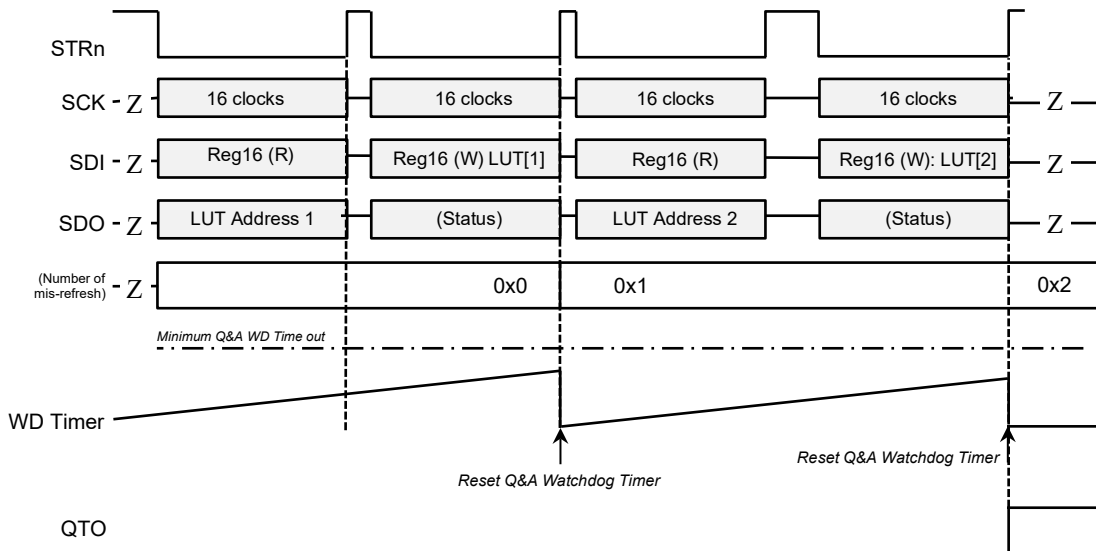 STRn
SCK Z 16 clocks 16 clocks 16 clocks 16 clocks Z
SDI Z Reg16 (R) Reg16 (W) LUT[1] Reg16 (R) Reg16 (W): LUT[2] Z
SDO Z LUT Address 1 (Status) LUT Address 2 (Status) Z
(Number of
mis-refresh) Z 0x0 0x1 0x2
Minimum Q&A WD Time out
WD Timer
Reset Q&A Watchdog Timer
Reset Q&A Watchdog Timer
QTO